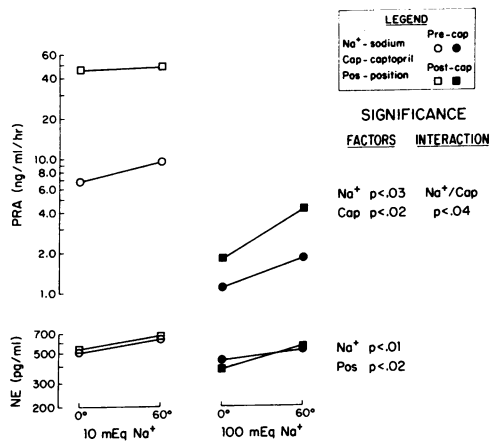 LEGEND
Na⁺ - sodium
Cap - captopril
Pos - position
Pre-cap
Post-cap
SIGNIFICANCE
FACTORS INTERACTION
Na⁺ p<.03 Na⁺/Cap
Cap p<.02 p<.04
Na⁺ p<.01
Pos p<.02
PRA (ng/ml/hr)
60
40
20
10.0
8.0
6.0
4.0
2.0
1.0
NE (pg/ml)
700
500
300
200
0° 60° 0° 60°
10 mEq Na⁺ 100 mEq Na⁺